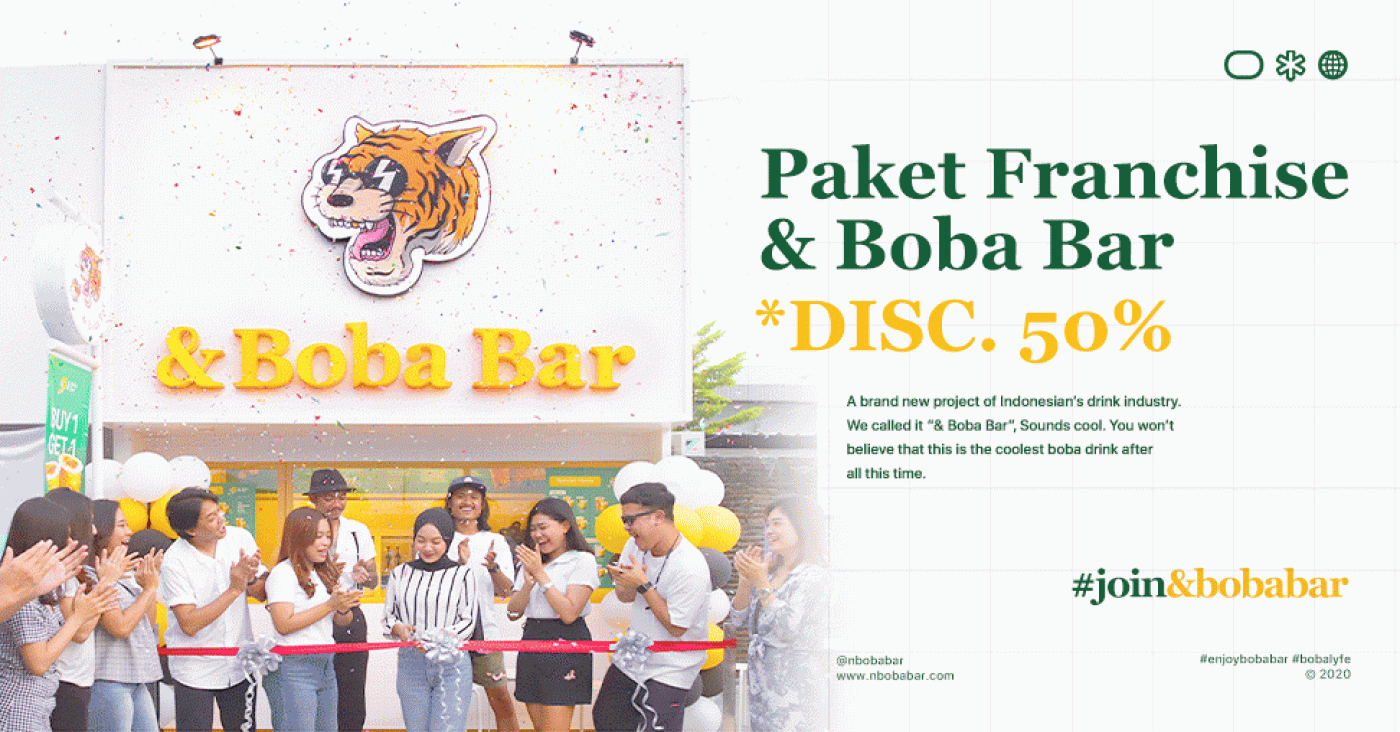 &Boba Bar
BUY 1
GET 1
Paket Franchise
& Boba Bar
*DISC. 50%
A brand new project of Indonesian's drink industry.
We called it “& Boba Bar”, Sounds cool. You won't
believe that this is the coolest boba drink after
all this time.
#join&bobabar
@nbobabar
www.nbobabar.com
#enjoybobabar #bobalyfe
© 2020